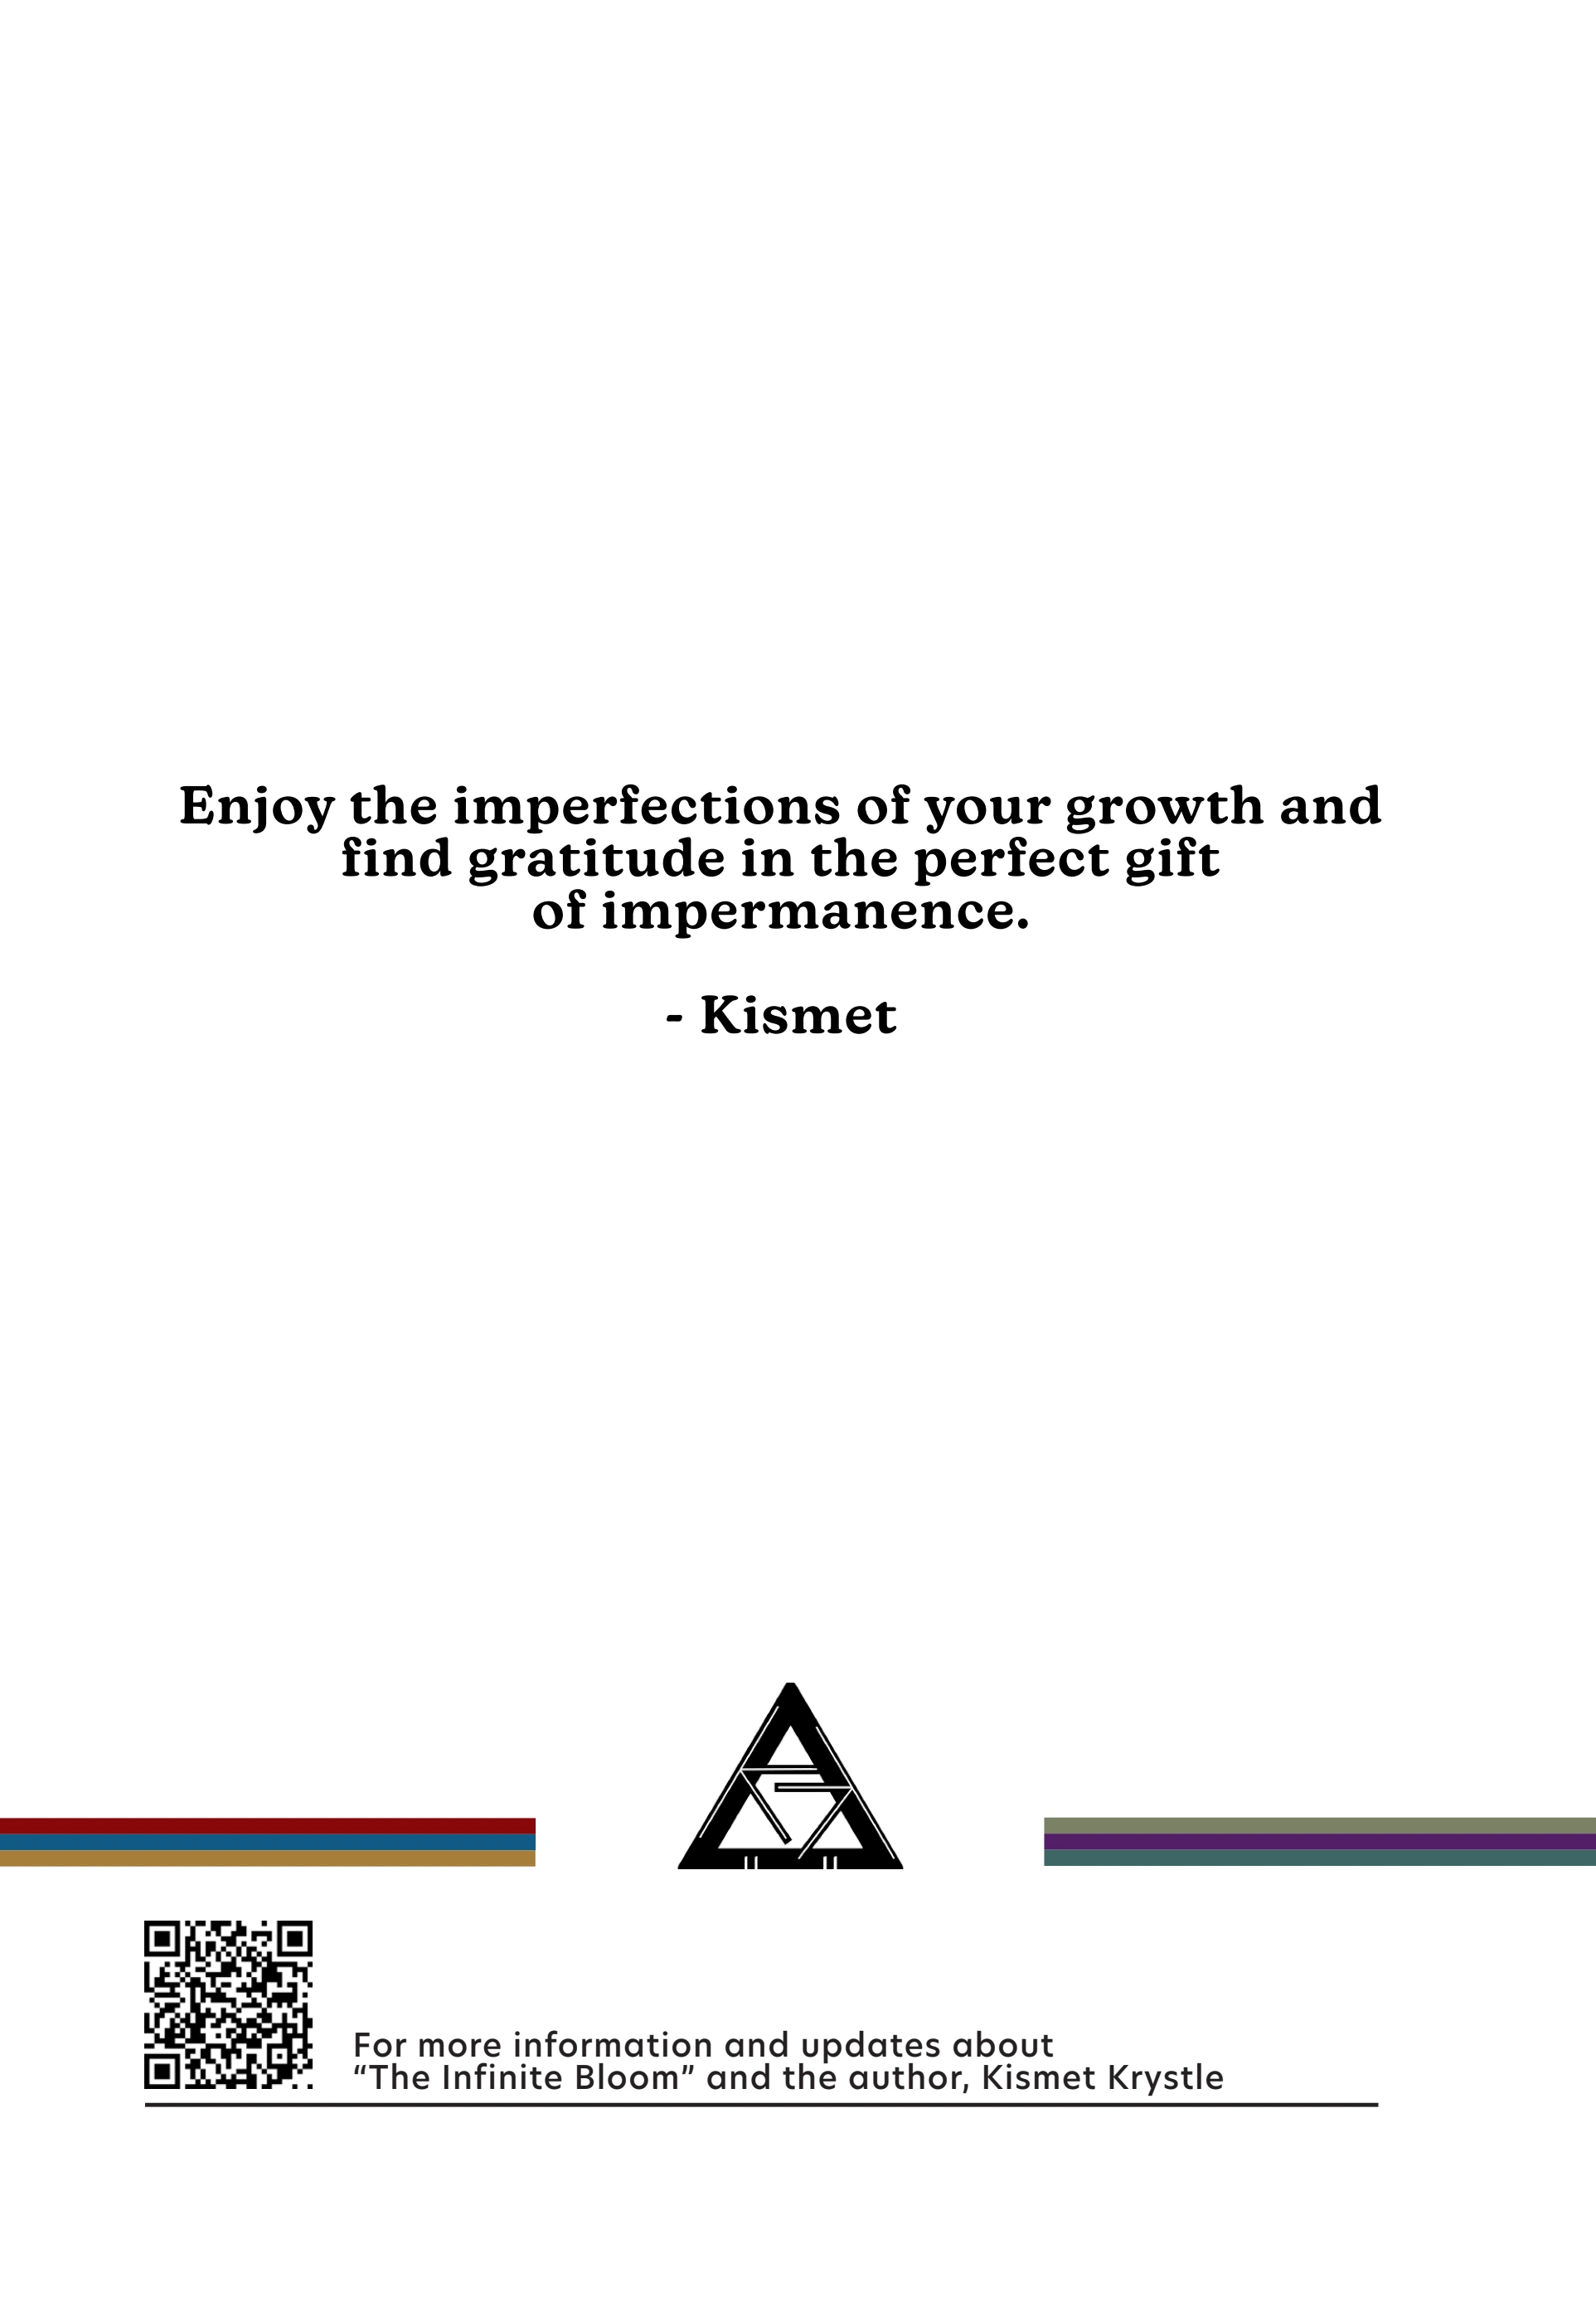 Enjoy the imperfections of your growth and
find gratitude in the perfect gift
of impermanence.
- Kismet
For more information and updates about
“The Infinite Bloom” and the author, Kismet Krystle